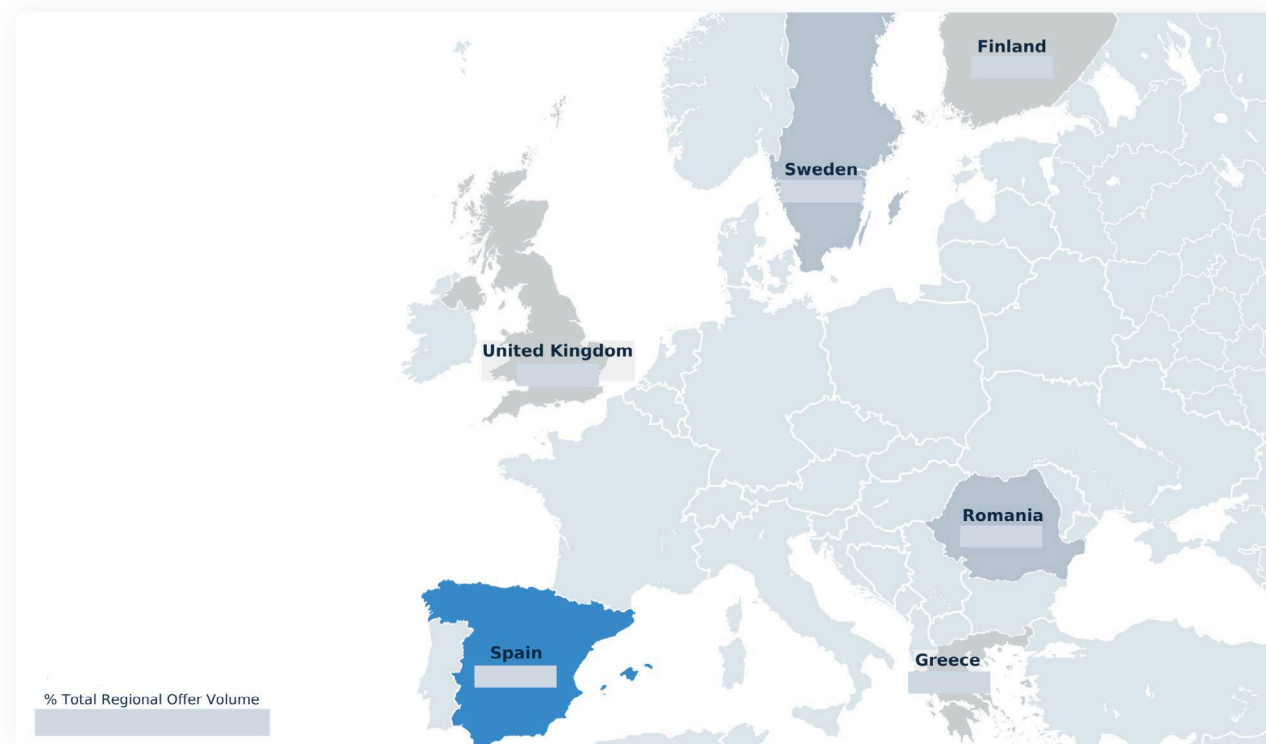 Finland
Sweden
United Kingdom
Romania
Spain
Greece
% Total Regional Offer Volume